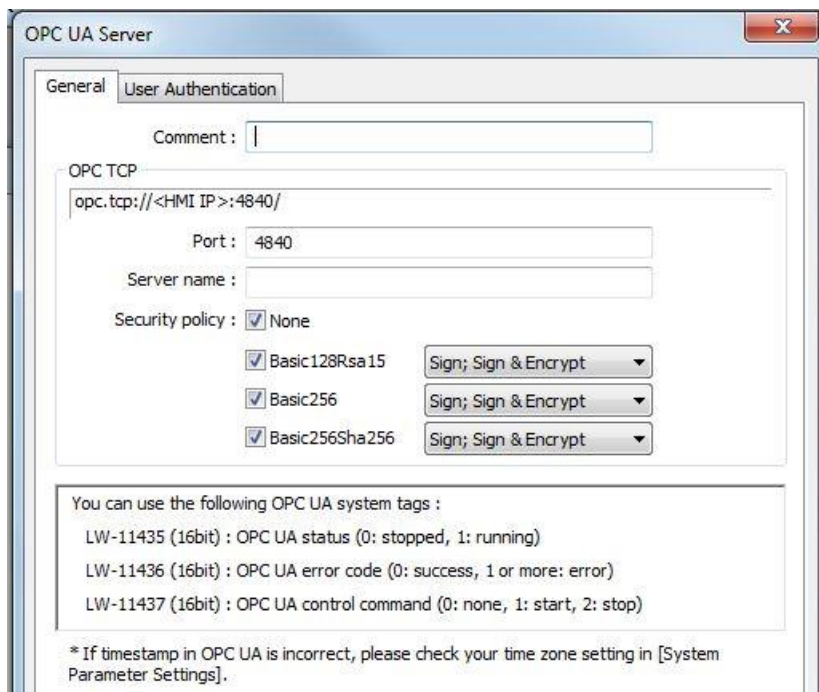 OPC UA Server
General User Authentication
Comment :
OPC TCP
opc.tcp://<HMI IP>:4840/
Port : 4840
Server name :
Security policy : None
Basic128Rsa15 Sign; Sign & Encrypt
Basic256 Sign; Sign & Encrypt
Basic256Sha256 Sign; Sign & Encrypt
You can use the following OPC UA system tags :
LW-11435 (16bit) : OPC UA status (0: stopped, 1: running)
LW-11436 (16bit) : OPC UA error code (0: success, 1 or more: error)
LW-11437 (16bit) : OPC UA control command (0: none, 1: start, 2: stop)
* If timestamp in OPC UA is incorrect, please check your time zone setting in [System
Parameter Settings].